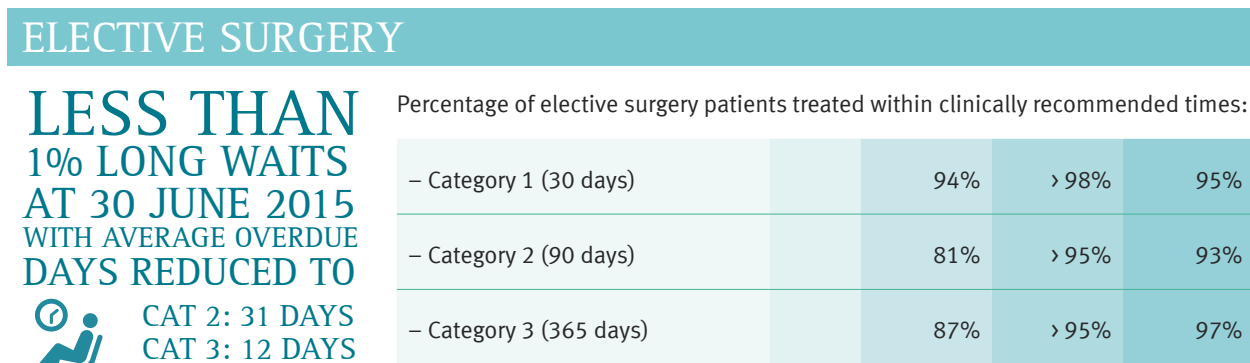 ELECTIVE SURGERY
LESS THAN
1% LONG WAITS
AT 30 JUNE 2015
WITH AVERAGE OVERDUE
DAYS REDUCED TO
CAT 2: 31 DAYS
CAT 3: 12 DAYS
Percentage of elective surgery patients treated within clinically recommended times:
– Category 1 (30 days) 94% › 98% 95%
– Category 2 (90 days) 81% › 95% 93%
– Category 3 (365 days) 87% › 95% 97%